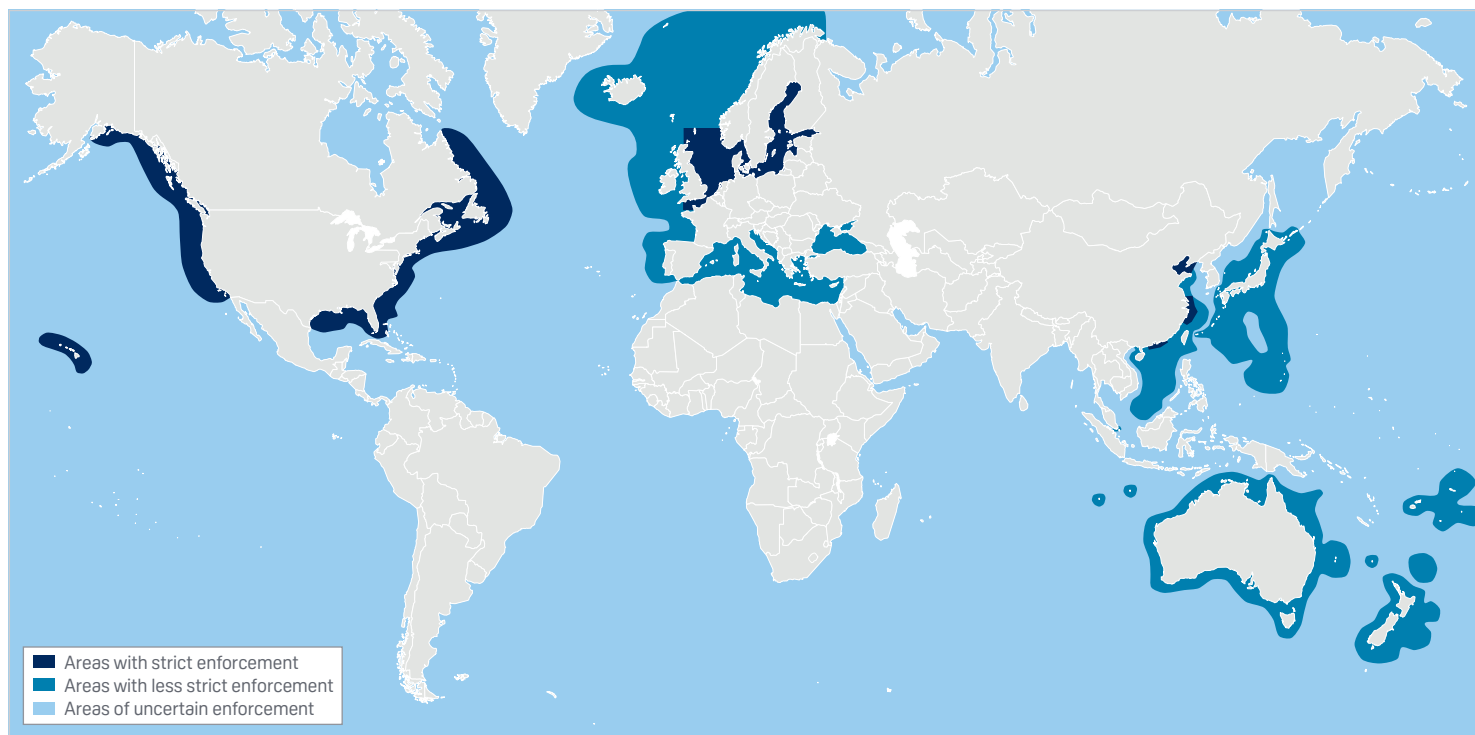 Areas with strict enforcement
Areas with less strict enforcement
Areas of uncertain enforcement